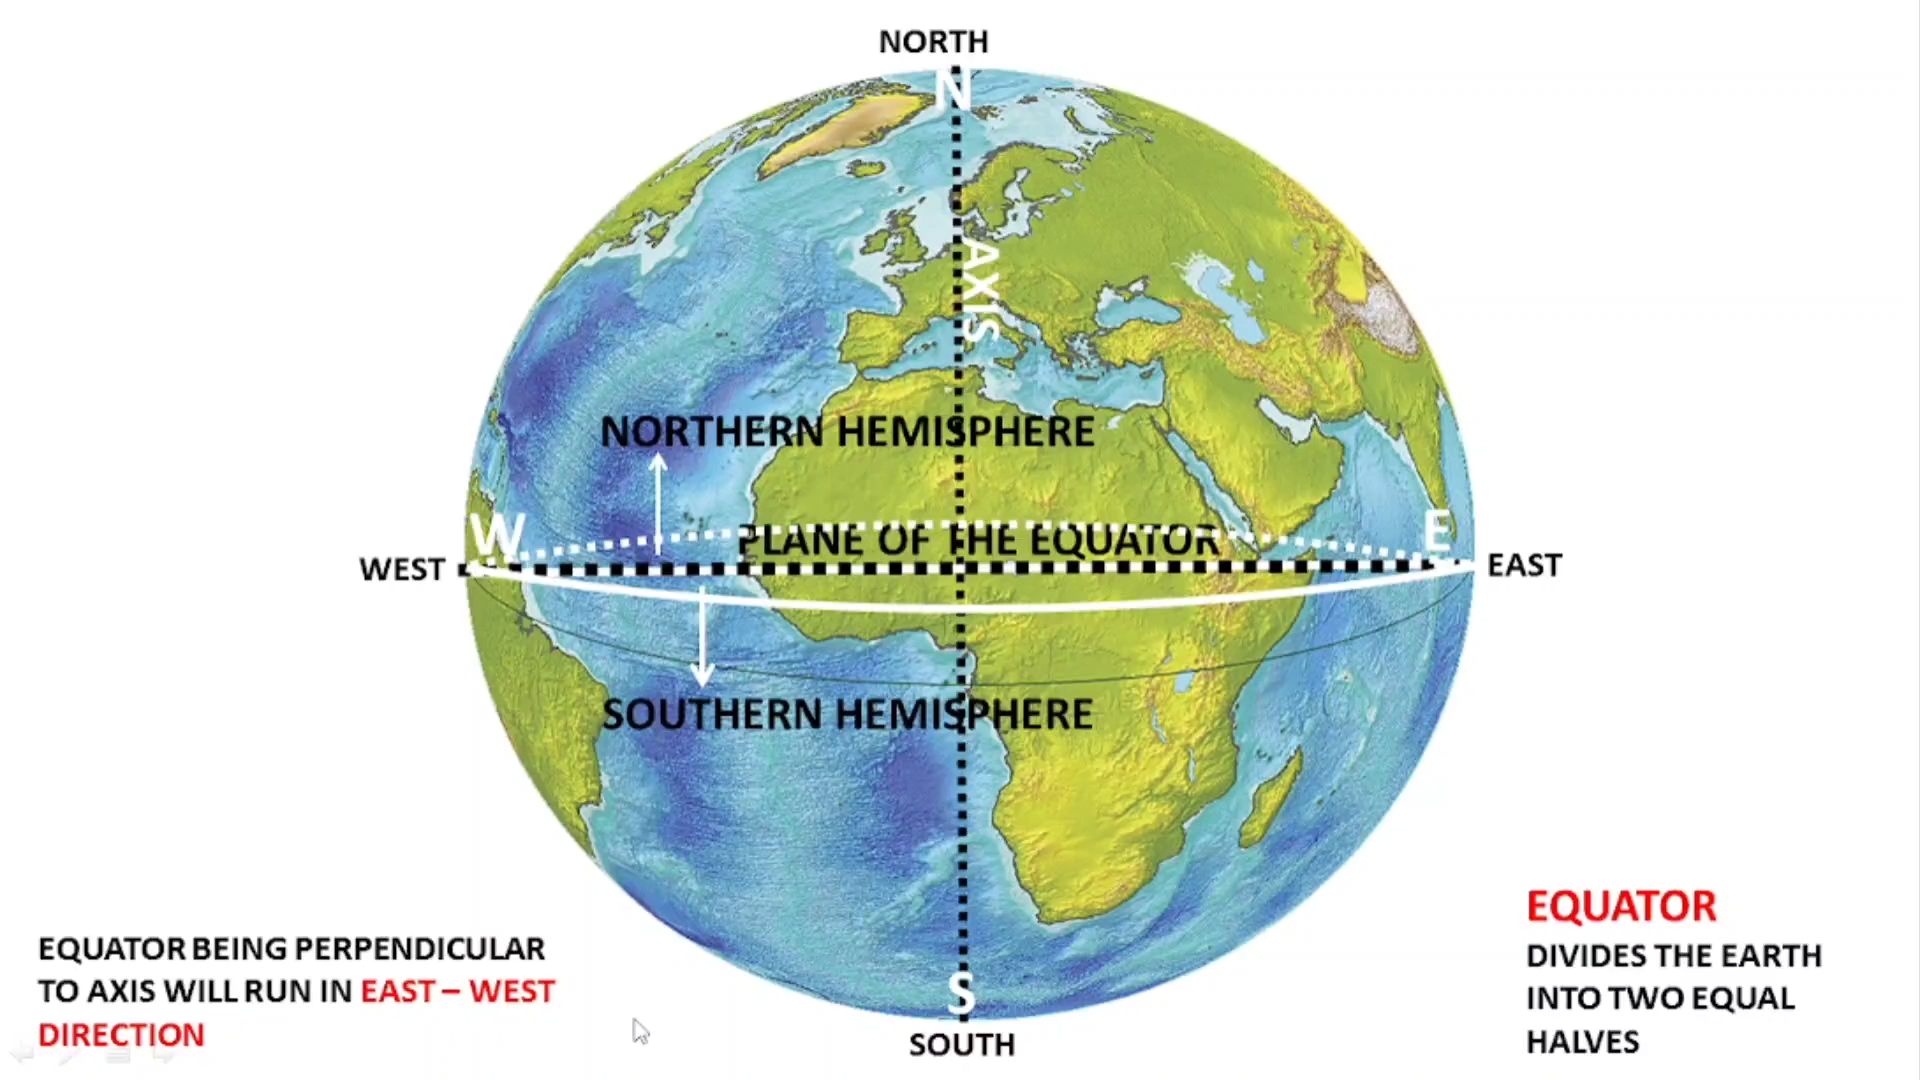 NORTH
N
AXIS
NORTHERN HEMISPHERE
W
E
PLANE OF THE EQUATOR
WEST
EAST
SOUTHERN HEMISPHERE
EQUATOR BEING PERPENDICULAR
TO AXIS WILL RUN IN EAST – WEST
DIRECTION
EQUATOR
DIVIDES THE EARTH
INTO TWO EQUAL
HALVES
S
SOUTH